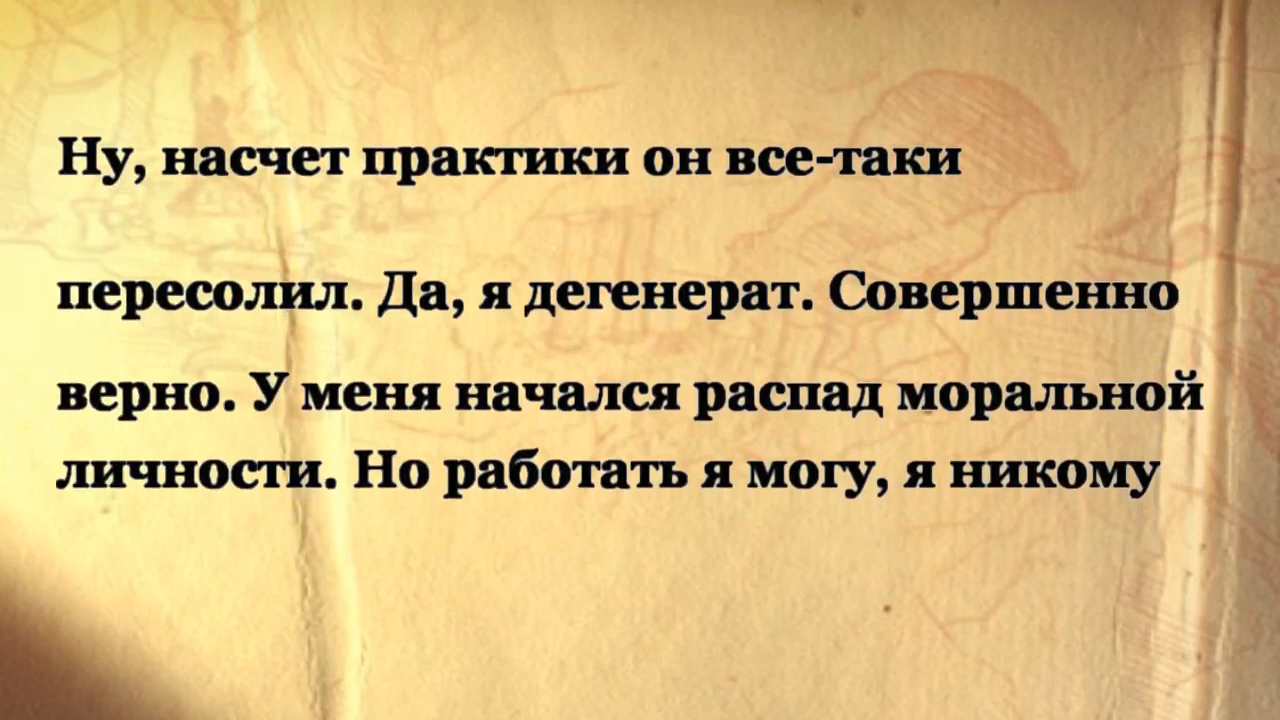 Ну, насчет практики он все-таки
пересолил. Да, я дегенерат. Совершенно
верно. У меня начался распад моральной
личности. Но работать я могу, я никому